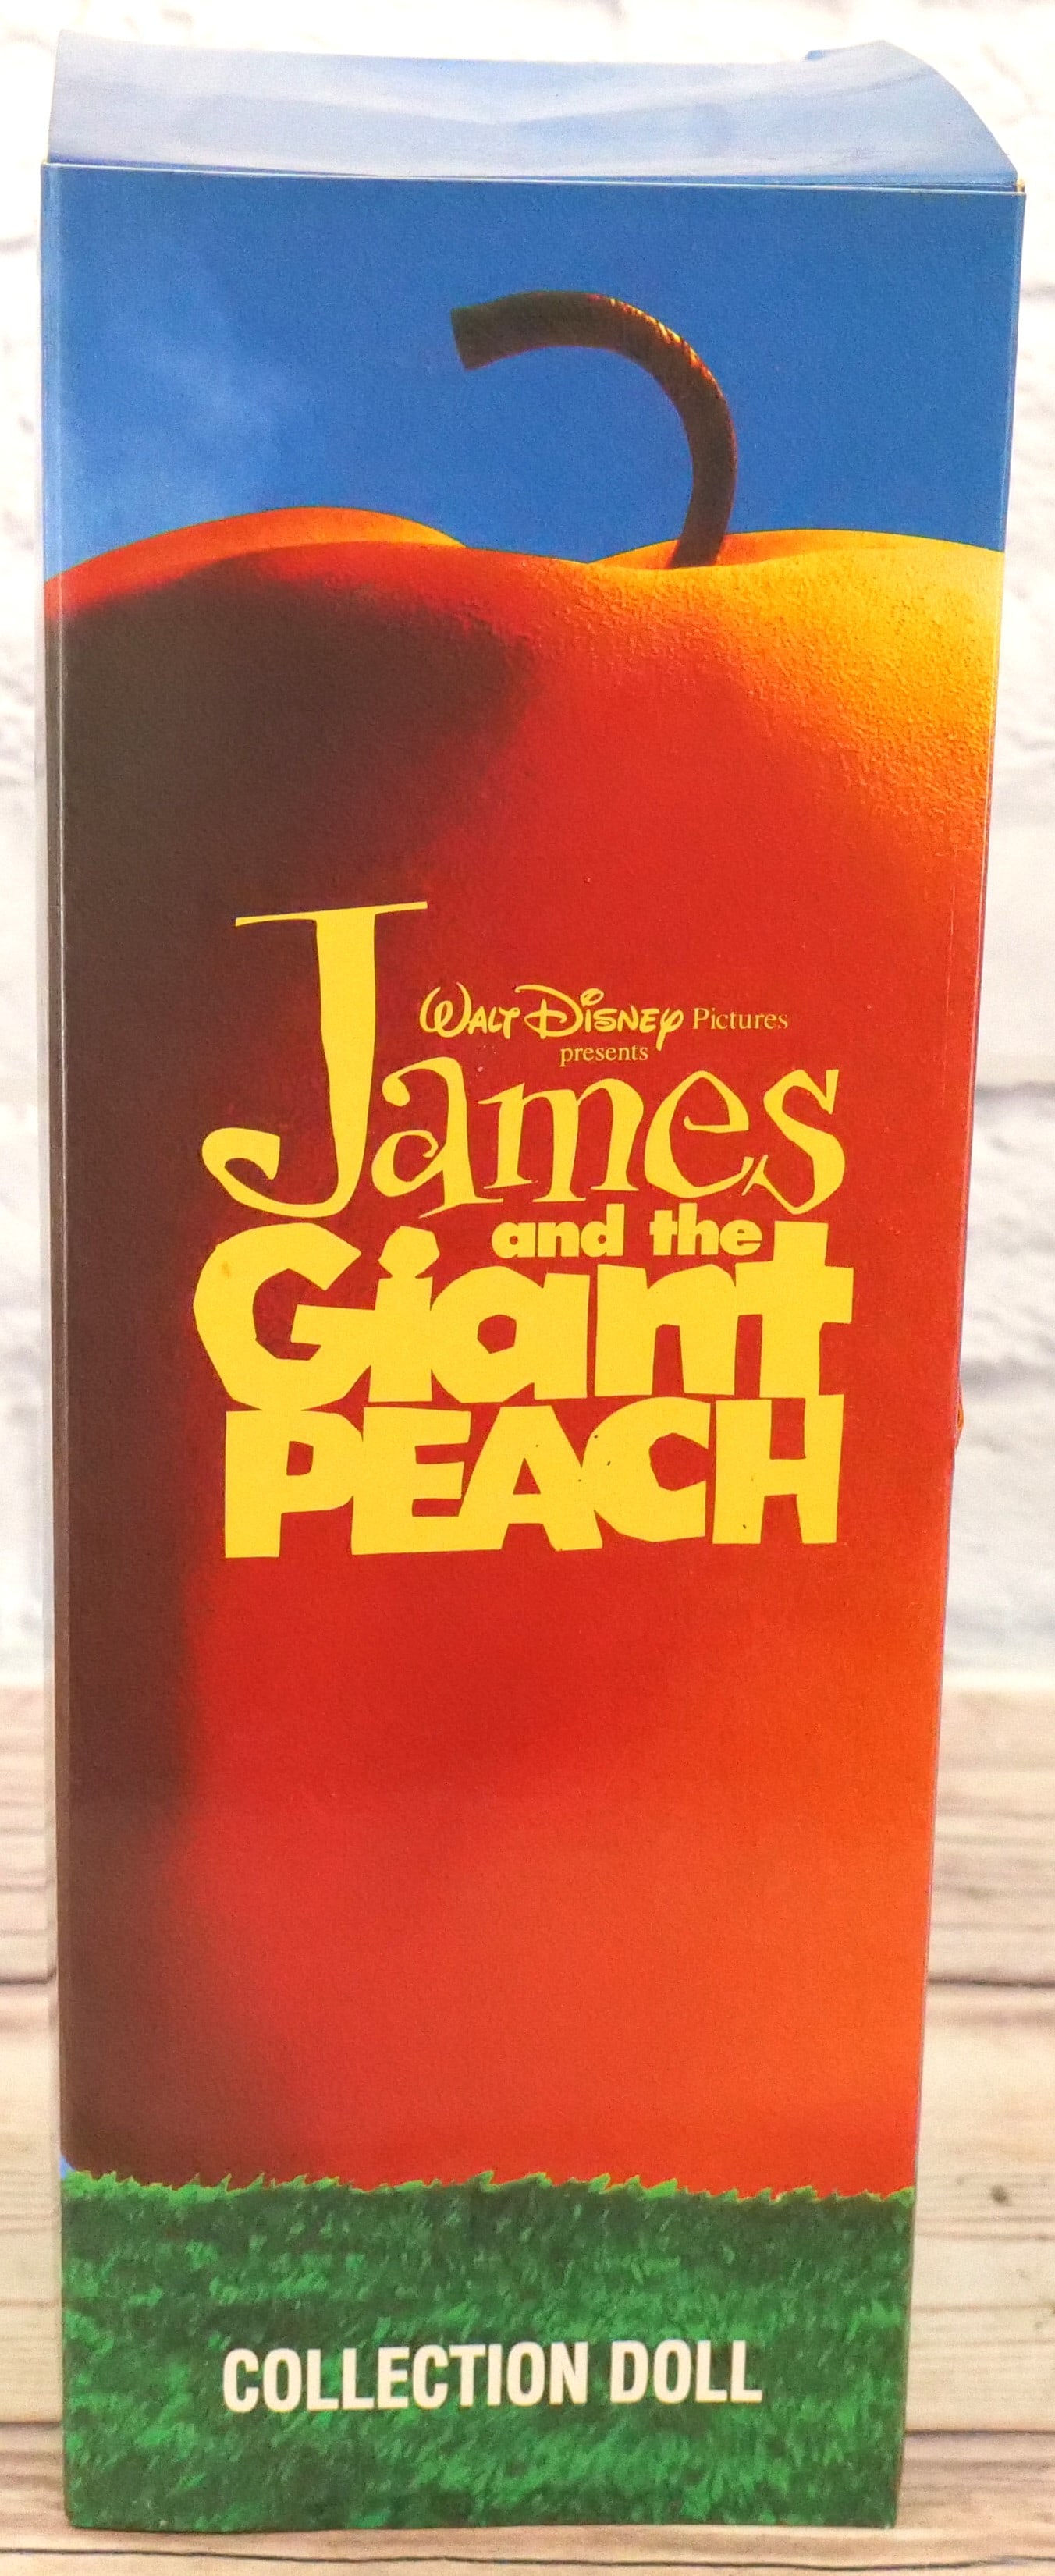 WALT DISNEY Pictures
presents
James
and the
Giant
PEACH
COLLECTION DOLL